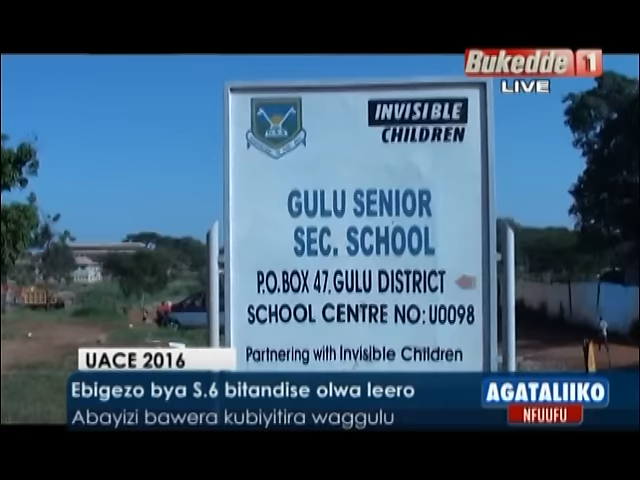 Bukedde 1
LIVE
INVISIBLE
CHILDREN
GULU SENIOR
SEC. SCHOOL
P.O.BOX 47, GULU DISTRICT
SCHOOL CENTRE NO: U0098
Partnering with Invisible Children
UACE 2016
Ebigezo bya S.6 bitandise olwa leero
Abayizi bawera kubiyitira waggulu
AGATALIIKO
NFUUFU